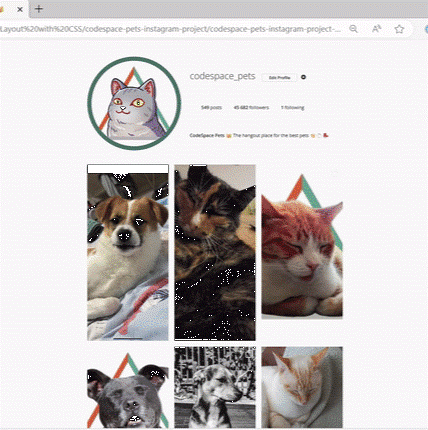 Layout%20with%20CSS/codespace-pets-instagram-project/codespace-pets-instagram-project-...
codespace_pets Edit Profile
549 posts 45 682 followers 1 following
CodeSpace Pets The hangout place for the best pets